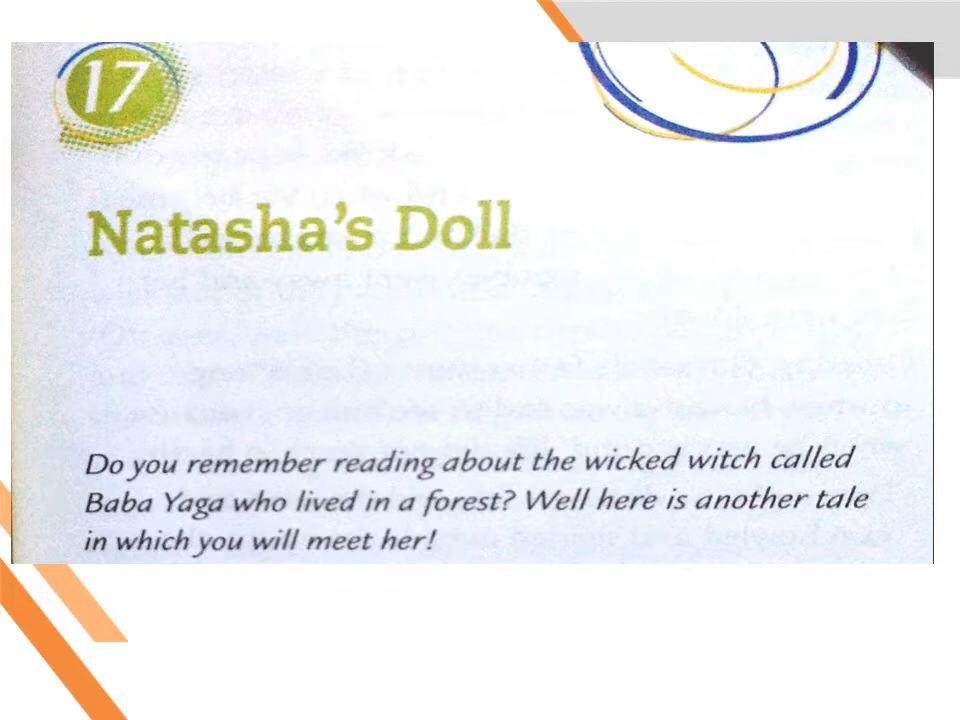 17
Natasha's Doll
Do you remember reading about the wicked witch called
Baba Yaga who lived in a forest? Well here is another tale
in which you will meet her!